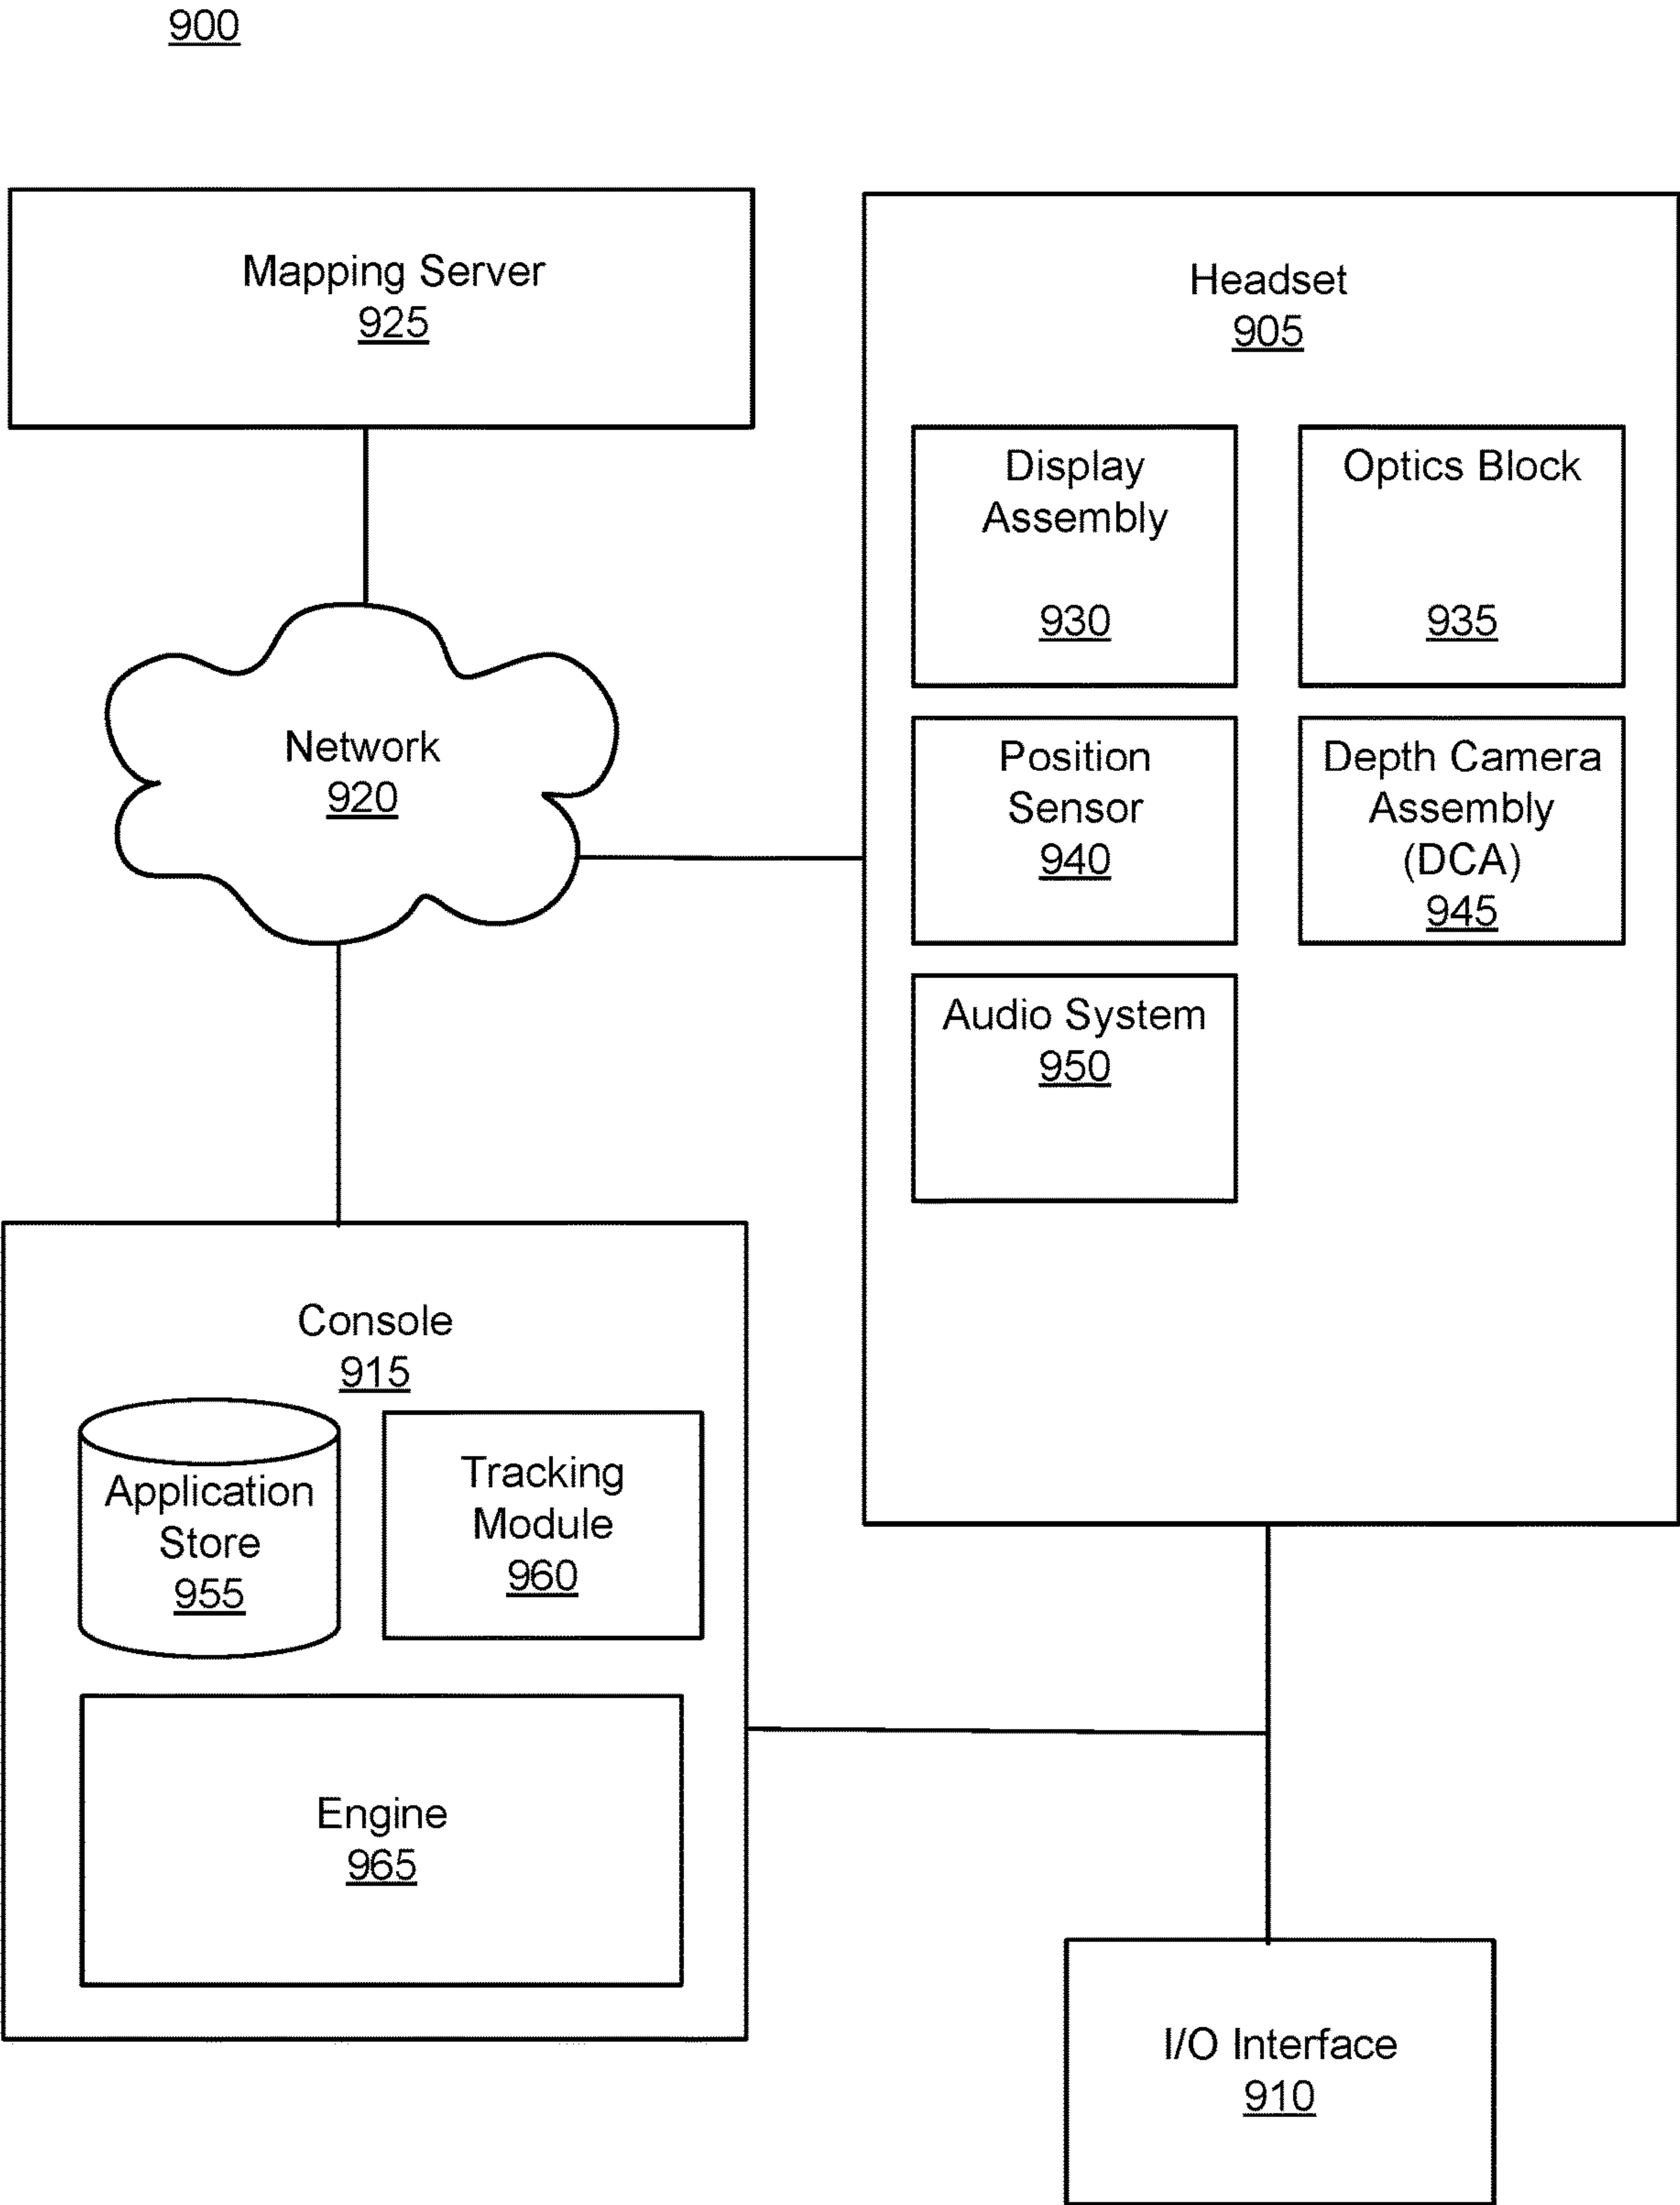 900
Mapping Server
925
Headset
905
Display
Assembly
930
Optics Block
935
Network
920
Position
Sensor
940
Depth Camera
Assembly
(DCA)
945
Audio System
950
Console
915
Application
Store
955
Tracking
Module
960
Engine
965
I/O Interface
910